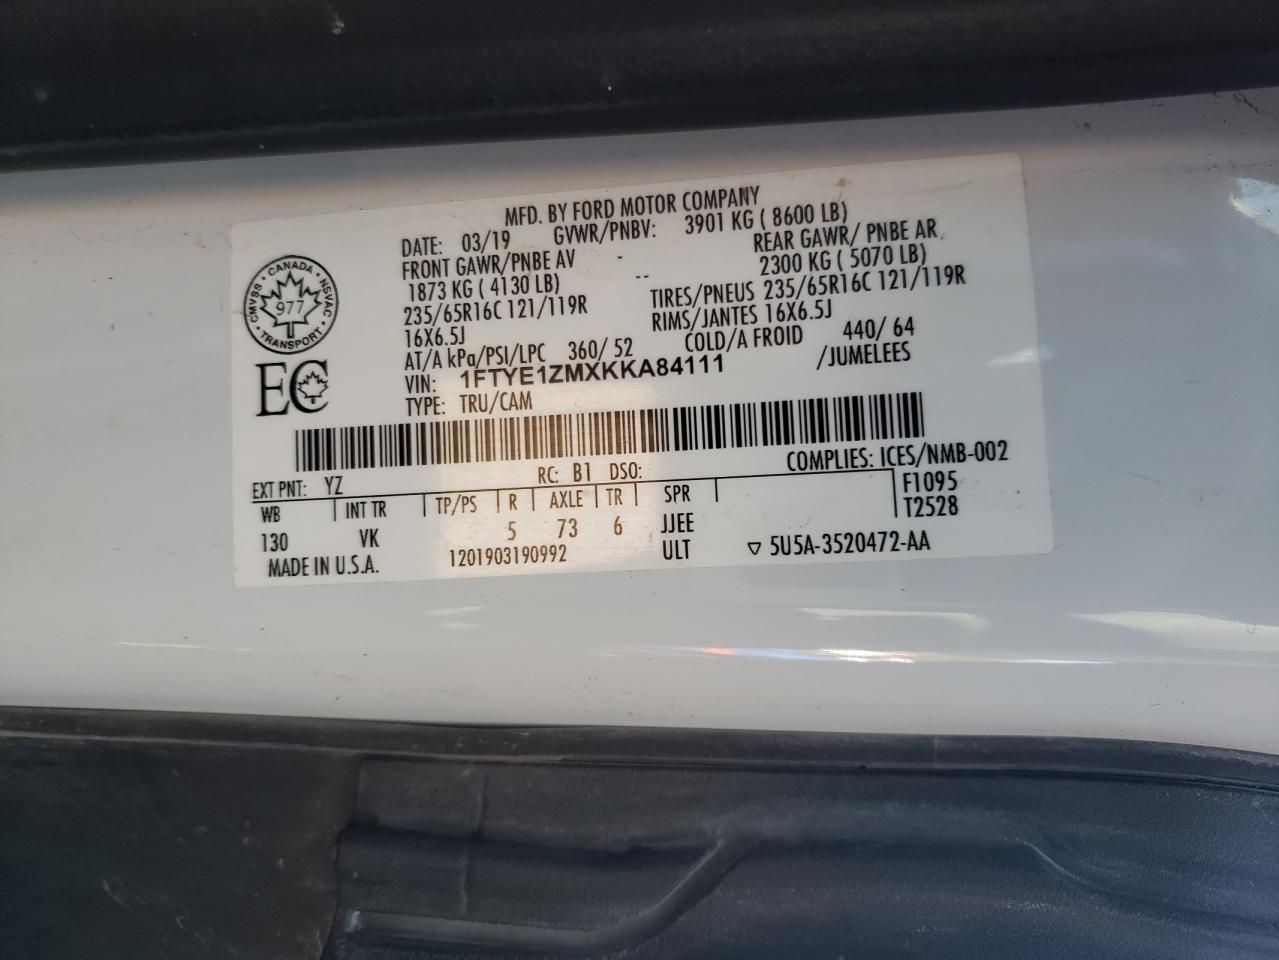 MFD. BY FORD MOTOR COMPANY
DATE: 03/19 GVWR/PNBV: 3901 KG ( 8600 LB)
FRONT GAWR/PNBE AV - REAR GAWR/ PNBE AR
1873 KG ( 4130 LB) -- 2300 KG ( 5070 LB)
235/65R16C 121/119R TIRES/PNEUS 235/65R16C 121/119R
16X6.5J RIMS/JANTES 16X6.5J
AT/A kPa/PSI/LPC 360/ 52 COLD/A FROID 440/ 64
VIN: 1FTYE1ZMXKKA84111 /JUMELEES
TYPE: TRU/CAM
CMVSS · CANADA · NSVAC
977
· TRANSPORT ·
EC
COMPLIES: ICES/NMB-002
EXT PNT: YZ RC: B1 DSO:
WB INT TR TP/PS R AXLE TR SPR F1095
130 VK 5 73 6 JJEE T2528
MADE IN U.S.A. 1201903190992 ULT ▽ 5U5A-3520472-AA